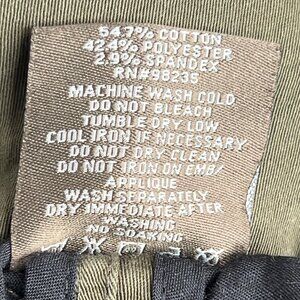 54.7% COTTON
42.4% POLYESTER
2.9% SPANDEX
RN#98235
MACHINE WASH COLD
DO NOT BLEACH
TUMBLE DRY LOW
COOL IRON IF NECESSARY
DO NOT DRY CLEAN
DO NOT IRON ON EMB/
APPLIQUE
WASH SEPARATELY
DRY IMMEDIATE AFTER
WASHING
NO SOAKING